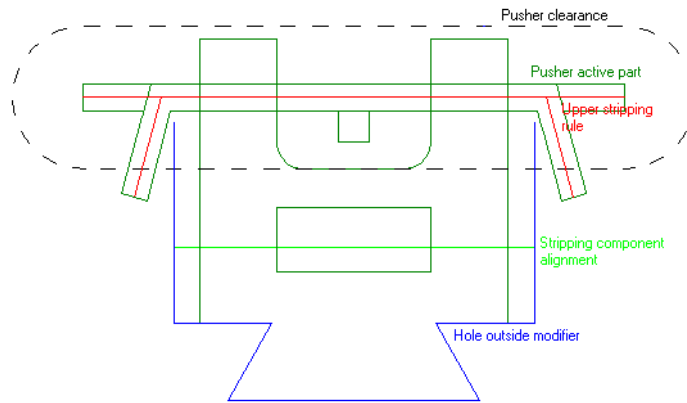 Pusher clearance
Pusher active part
Upper stripping
rule
Stripping component
alignment
Hole outside modifier